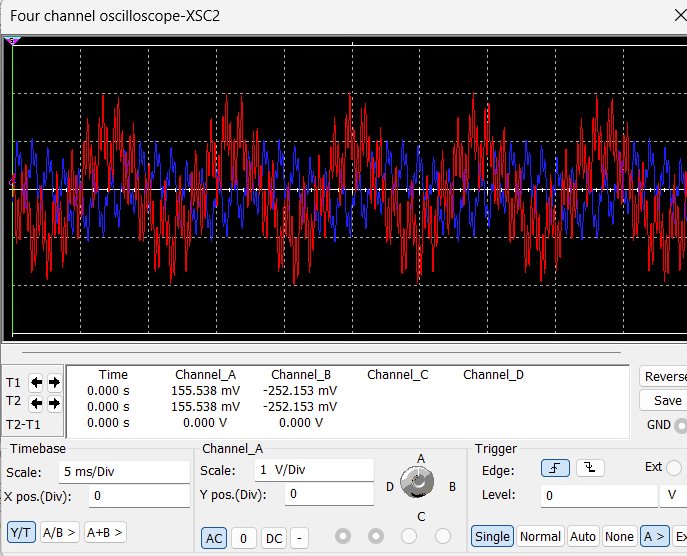 Four channel oscilloscope-XSC2
Time Channel_A Channel_B Channel_C Channel_D
T1 0.000 s 155.538 mV -252.153 mV
T2 0.000 s 155.538 mV -252.153 mV
T2-T1 0.000 s 0.000 V 0.000 V
Reverse
Save
GND
Timebase
Scale: 5 ms/Div
X pos.(Div): 0
Y/T A/B > A+B >
Channel_A
Scale: 1 V/Div
Y pos.(Div): 0
AC 0 DC -
A
D B
C
Trigger
Edge: Ext
Level: 0 V
Single Normal Auto None A > Ex